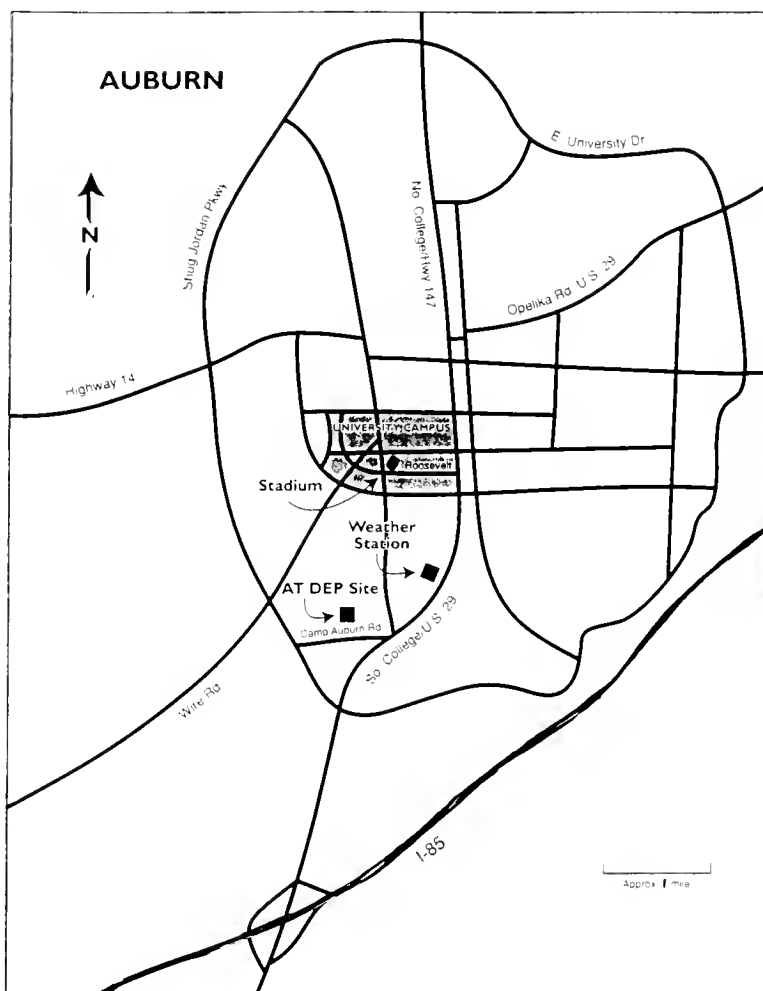 AUBURN
N
E University Dr
Shug Jordan Pkwy
No College/Hwy 147
Opelika Rd U S 29
Highway 14
UNIVERSITY CAMPUS
Roosevelt
Stadium
Weather
Station
AT DEP Site
Camp Auburn Rd
So College/U S 29
Wire Rd
I-85
Approx 1 mile